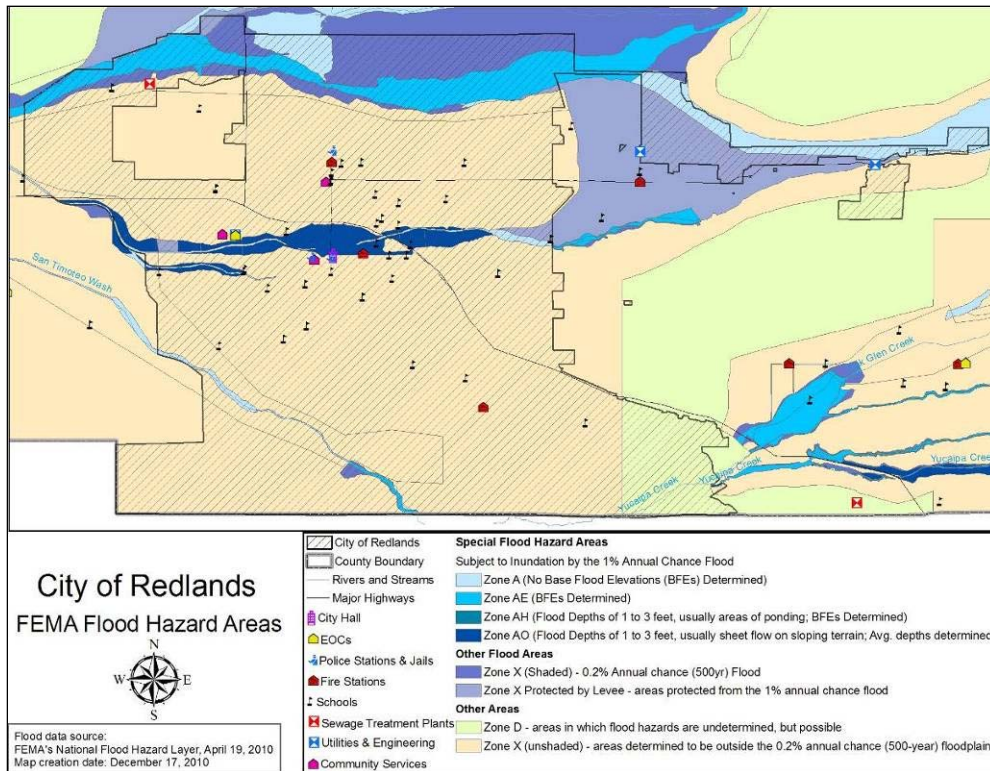 San Timoteo Wash
k Glen Creek
Yucaipa Creek
Yucaipa Creek
Yucaipa Cree
City of Redlands
FEMA Flood Hazard Areas
N
W E
S
Flood data source:
FEMA's National Flood Hazard Layer, April 19, 2010
Map creation date: December 17, 2010
City of Redlands
County Boundary
Rivers and Streams
Major Highways
City Hall
EOCs
Police Stations & Jails
Fire Stations
Schools
Sewage Treatment Plants
Utilities & Engineering
Community Services
Special Flood Hazard Areas
Subject to Inundation by the 1% Annual Chance Flood
Zone A (No Base Flood Elevations (BFEs) Determined)
Zone AE (BFEs Determined)
Zone AH (Flood Depths of 1 to 3 feet, usually areas of ponding; BFEs Determined)
Zone AO (Flood Depths of 1 to 3 feet, usually sheet flow on sloping terrain; Avg. depths determined
Other Flood Areas
Zone X (Shaded) - 0.2% Annual chance (500yr) Flood
Zone X Protected by Levee - areas protected from the 1% annual chance flood
Other Areas
Zone D - areas in which flood hazards are undetermined, but possible
Zone X (unshaded) - areas determined to be outside the 0.2% annual chance (500-year) floodplain